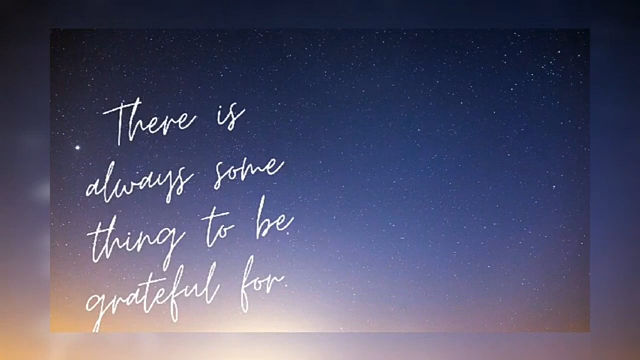 There is
always some
thing to be
grateful for.